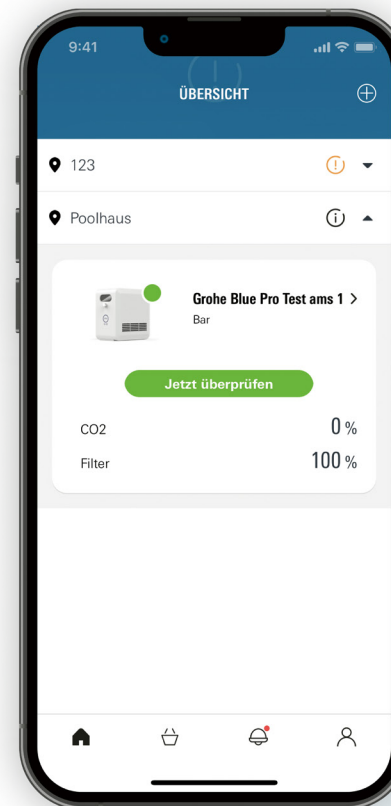 9:41
ÜBERSICHT
123
Poolhaus
Grohe Blue Pro Test ams 1
Bar
Jetzt überprüfen
CO2 0 %
Filter 100 %